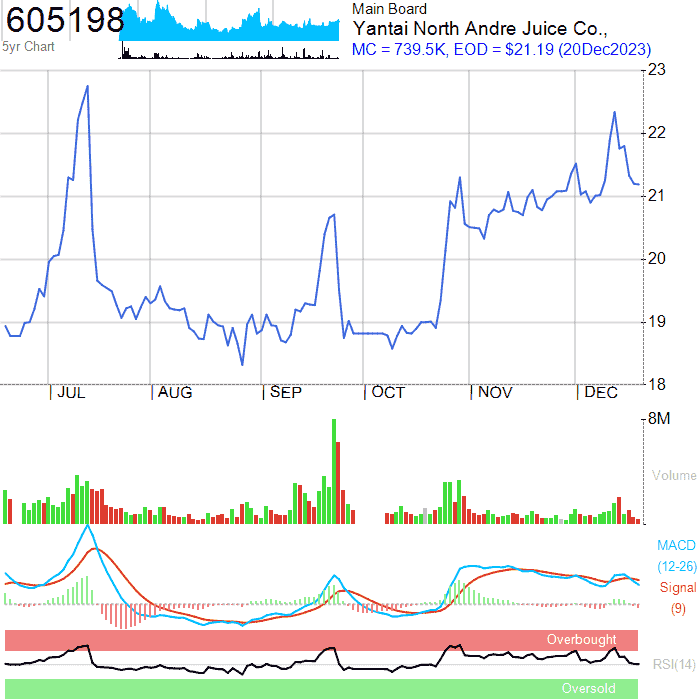 605198
5yr Chart
Main Board
Yantai North Andre Juice Co.,
MC = 739.5K, EOD = $21.19 (20Dec2023)
23
22
21
20
19
18
| JUL | AUG | SEP | OCT | NOV | DEC
8M
Volume
MACD
(12-26)
Signal
(9)
Overbought
RSI(14)
Oversold